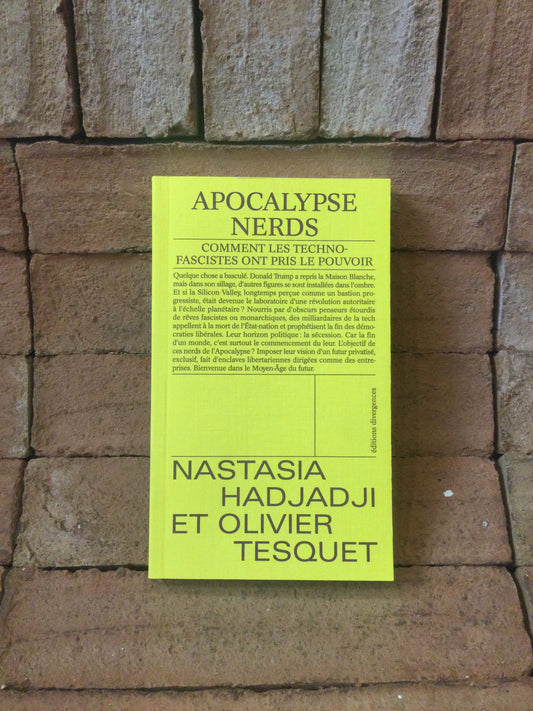 APOCALYPSE
NERDS
COMMENT LES TECHNO-
FASCISTES ONT PRIS LE POUVOIR
Quelque chose a basculé. Donald Trump a repris la Maison Blanche,
mais dans son sillage, d'autres figures se sont installées dans l'ombre.
Et si la Silicon Valley, longtemps perçue comme un bastion pro-
gressiste, était devenue le laboratoire d'une révolution autoritaire
à l'échelle planétaire ? Nourris par d'obscurs penseurs étourdis
de rêves fascistes ou monarchiques, des milliardaires de la tech
appellent à la mort de l'État-nation et prophétisent la fin des démo-
craties libérales. Leur horizon politique : la sécession. Car la fin
d'un monde, c'est surtout le commencement du leur. L'objectif de
ces nerds de l'Apocalypse ? Imposer leur vision d'un futur privatisé,
exclusif, fait d'enclaves libertariennes dirigées comme des entre-
prises. Bienvenue dans le Moyen-Âge du futur.
éditions divergences
NASTASIA
HADJADJI
ET OLIVIER
TESQUET